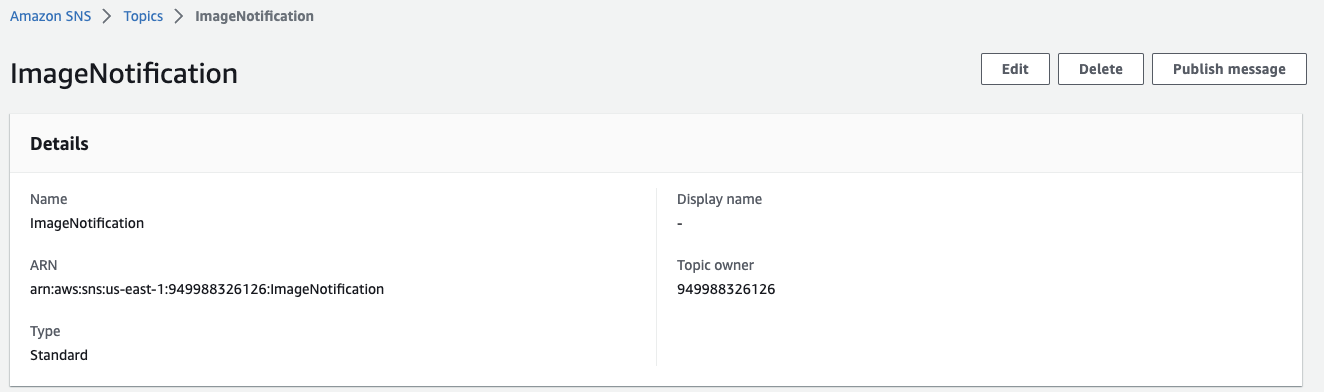 Amazon SNS > Topics > ImageNotification
ImageNotification
Edit Delete Publish message
Details
Name
ImageNotification
ARN
arn:aws:sns:us-east-1:949988326126:ImageNotification
Type
Standard
Display name
-
Topic owner
949988326126